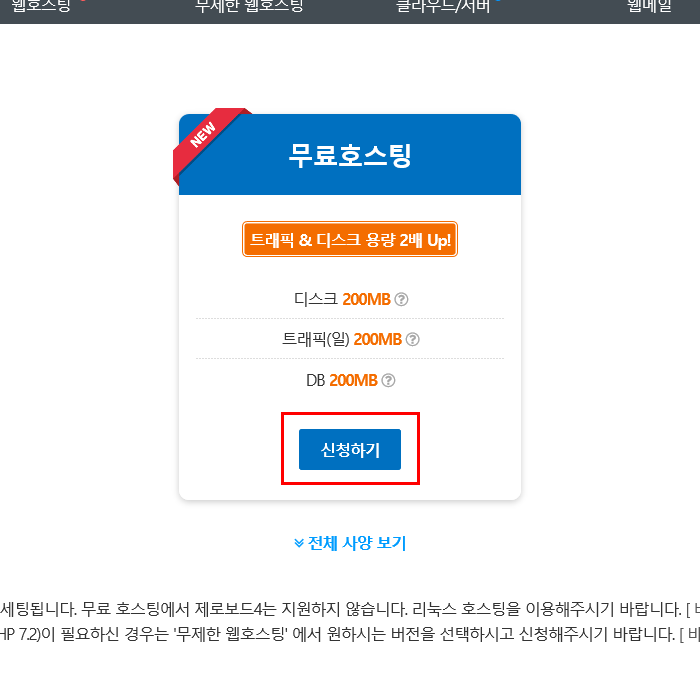 웹호스팅 무제한 웹호스팅 클라우드/서버 웹메일
NEW
무료호스팅
트래픽 & 디스크 용량 2배 Up!
디스크 200MB ?
트래픽(일) 200MB ?
DB 200MB ?
신청하기
전체 사양 보기
세팅됩니다. 무료 호스팅에서 제로보드4는 지원하지 않습니다. 리눅스 호스팅을 이용해주시기 바랍니다. [
HP 7.2)이 필요하신 경우는 '무제한 웹호스팅' 에서 원하시는 버전을 선택하시고 신청해주시기 바랍니다. [